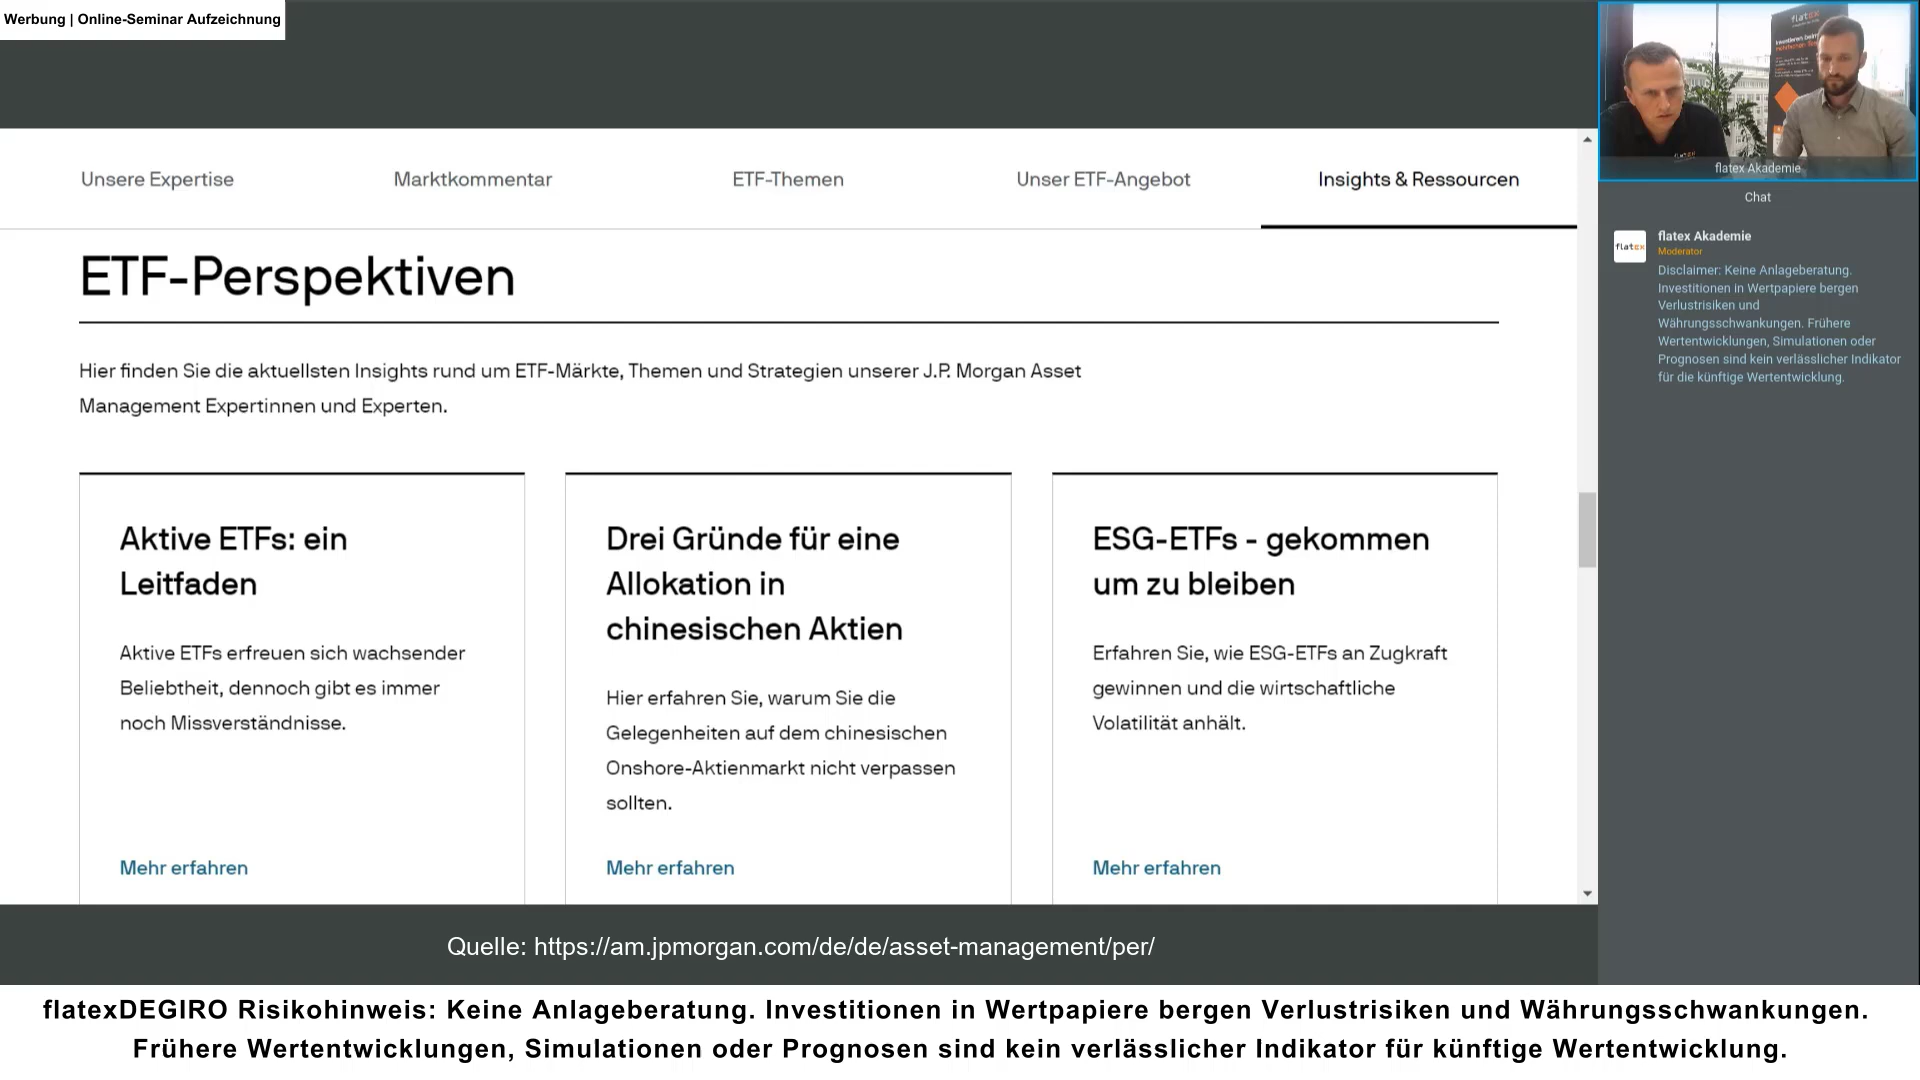 Werbung | Online-Seminar Aufzeichnung
Unsere Expertise
Marktkommentar
ETF-Themen
Unser ETF-Angebot
Insights & Ressourcen
ETF-Perspektiven
Hier finden Sie die aktuellsten Insights rund um ETF-Märkte, Themen und Strategien unserer J.P. Morgan Asset
Management Expertinnen und Experten.
Aktive ETFs: ein
Leitfaden
Aktive ETFs erfreuen sich wachsender
Beliebtheit, dennoch gibt es immer
noch Missverständnisse.
Mehr erfahren
Drei Gründe für eine
Allokation in
chinesischen Aktien
Hier erfahren Sie, warum Sie die
Gelegenheiten auf dem chinesischen
Onshore-Aktienmarkt nicht verpassen
sollten.
Mehr erfahren
ESG-ETFs - gekommen
um zu bleiben
Erfahren Sie, wie ESG-ETFs an Zugkraft
gewinnen und die wirtschaftliche
Volatilität anhält.
Mehr erfahren
Quelle: https://am.jpmorgan.com/de/de/asset-management/per/
flatex
flatex
flatex Akademie
Chat
flatex
flatex Akademie
Moderator
Disclaimer: Keine Anlageberatung.
Investitionen in Wertpapiere bergen
Verlustrisiken und
Währungsschwankungen. Frühere
Wertentwicklungen, Simulationen oder
Prognosen sind kein verlässlicher Indikator
für die künftige Wertentwicklung.
flatexDEGIRO Risikohinweis: Keine Anlageberatung. Investitionen in Wertpapiere bergen Verlustrisiken und Währungsschwankungen.
Frühere Wertentwicklungen, Simulationen oder Prognosen sind kein verlässlicher Indikator für künftige Wertentwicklung.